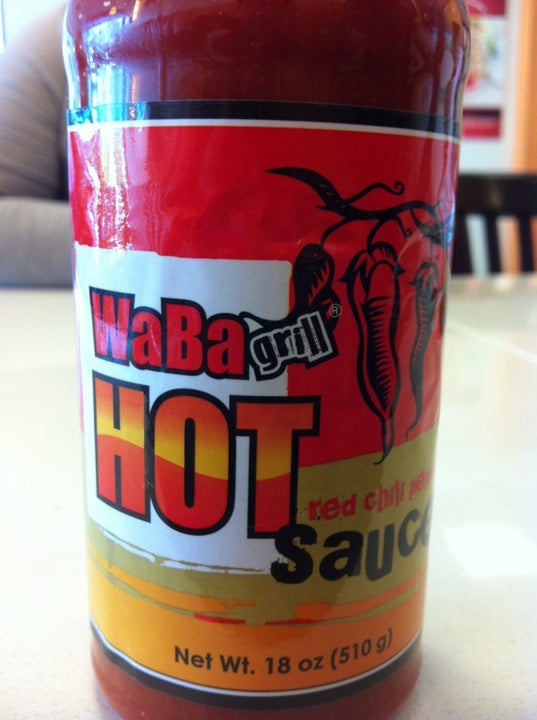 WaBa grill®
HOT
red chili
sauce
Net Wt. 18 oz (510 g)